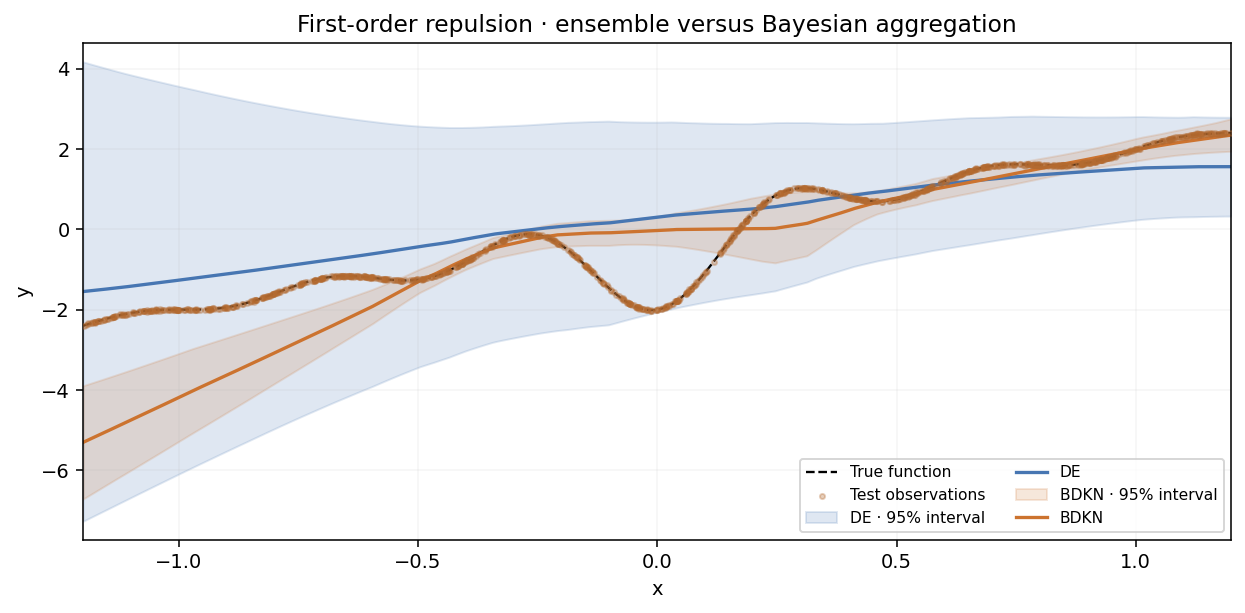 First-order repulsion · ensemble versus Bayesian aggregation
4
2
0
−2
−4
−6
y
−1.0
−0.5
0.0
0.5
1.0
x
True function
Test observations
DE · 95% interval
DE
BDKN · 95% interval
BDKN